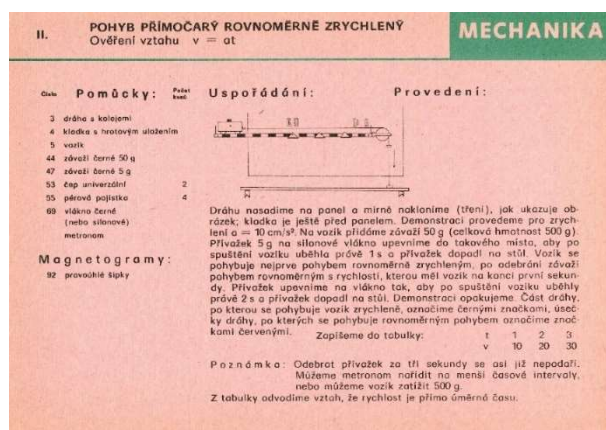 II.
POHYB PŘÍMOČARÝ ROVNOMĚRNĚ ZRYCHLENÝ
Ověření vztahu v = at
MECHANIKA
Číslo Pomůcky: Počet kusů
3 dráha s kolejemi
4 kladka s hrotovým uložením
5 vozík
44 závaží černé 50 g
47 závaží černé 5 g
53 čep univerzální 2
55 pérová pojistka 4
69 vlákno černé
(nebo silonové)
metronom
Magnetogramy:
92 pravoúhlé šipky
Uspořádání: Provedení:
Dráhu nasadíme na panel a mírně nakloníme (tření), jak ukazuje ob-
rázek; kladka je ještě před panelem. Demonstraci provedeme pro zrych-
lení a = 10 cm/s². Na vozík přidáme závaží 50 g (celková hmotnost 500 g).
Přívažek 5 g na silonové vlákno upevníme do takového místa, aby po
spuštění vozíku uběhla právě 1 s a přívažek dopadl na stůl. Vozík se
pohybuje nejprve pohybem rovnoměrně zrychleným, po odebrání závaží
pohybem rovnoměrným s rychlostí, kterou měl vozík na konci první sekun-
dy. Přívažek upevníme na vlákno tak, aby po spuštění vozíku uběhly
právě 2 s a přívažek dopadl na stůl. Demonstraci opakujeme. Část dráhy,
po kterou se pohybuje vozík zrychleně, označíme černými značkami, úseč-
ky dráhy, po kterých se pohybuje rovnoměrným pohybem označíme znač-
kami červenými. Zapíšeme do tabulky: t 1 2 3
v 10 20 30
Poznámka: Odebrat přívažek za tři sekundy se asi již nepodaří.
Můžeme metronom nařídit na menší časové intervaly,
nebo můžeme vozík zatížit 500 g.
Z tabulky odvodíme vztah, že rychlost je přímo úměrná času.